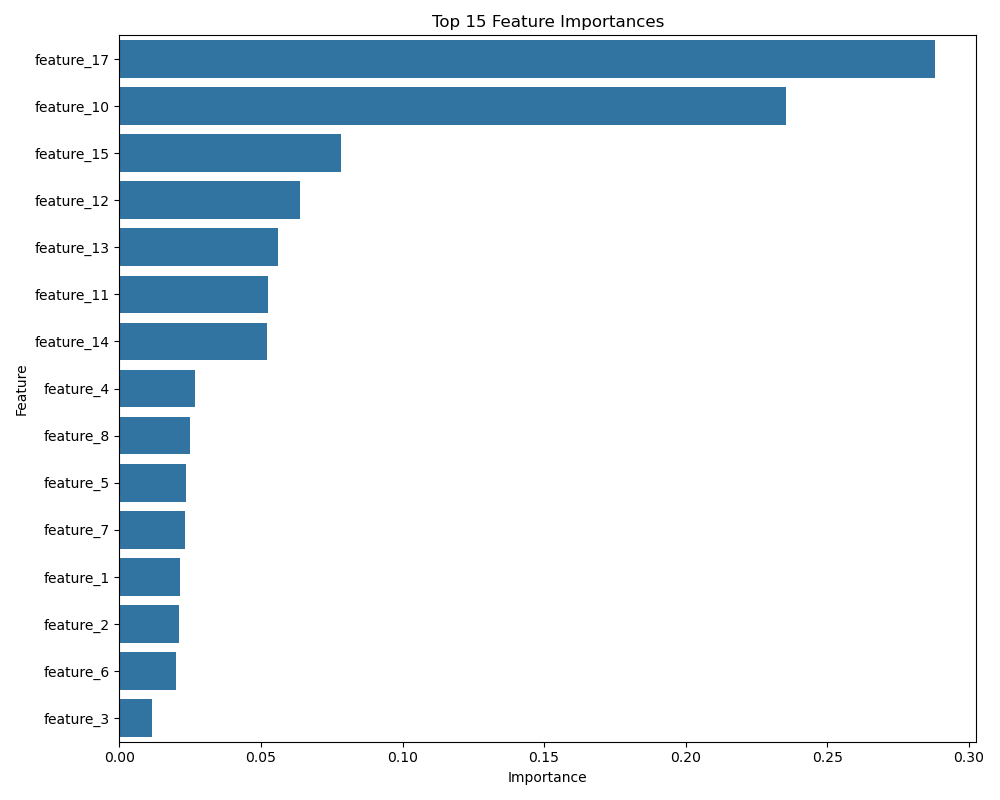 Top 15 Feature Importances
feature_17
feature_10
feature_15
feature_12
feature_13
feature_11
feature_14
feature_4
feature_8
feature_5
feature_7
feature_1
feature_2
feature_6
feature_3
Feature
0.00 0.05 0.10 0.15 0.20 0.25 0.30
Importance